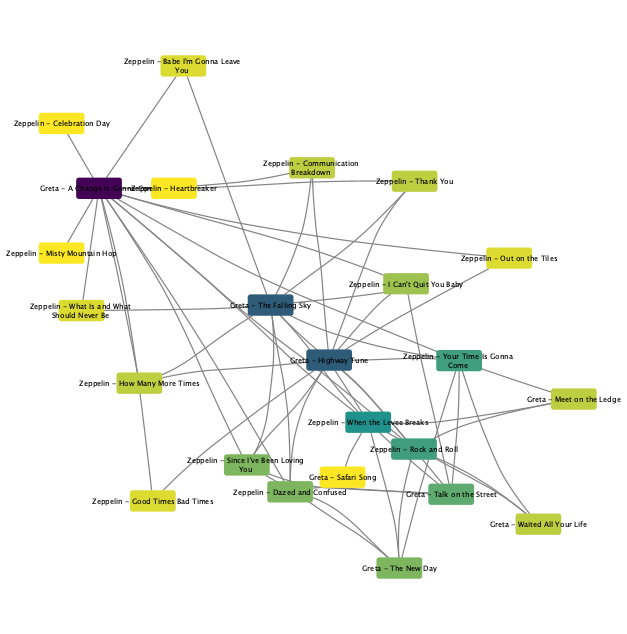 Zeppelin – Babe I'm Gonna Leave
You
Zeppelin – Celebration Day
Zeppelin – Communication
Breakdown
Zeppelin – Thank You
Greta – A Change Is
Zeppelin – Heartbreaker
Zeppelin – Misty Mountain Hop
Zeppelin – Out on the Tiles
Zeppelin – I Can't Quit You Baby
Zeppelin – What Is and What
Should Never Be
Greta – The Falling Sky
Greta – Highway Tune
Zeppelin – Your Time Is Gonna
Come
Zeppelin – How Many More Times
Greta – Meet on the Ledge
Zeppelin – When the Levee Breaks
Zeppelin – Rock and Roll
Zeppelin – Since I've Been Loving
You
Greta – Safari Song
Zeppelin – Dazed and Confused
Greta – Talk on the Street
Zeppelin – Good Times Bad Times
Greta – Waited All Your Life
Greta – The New Day